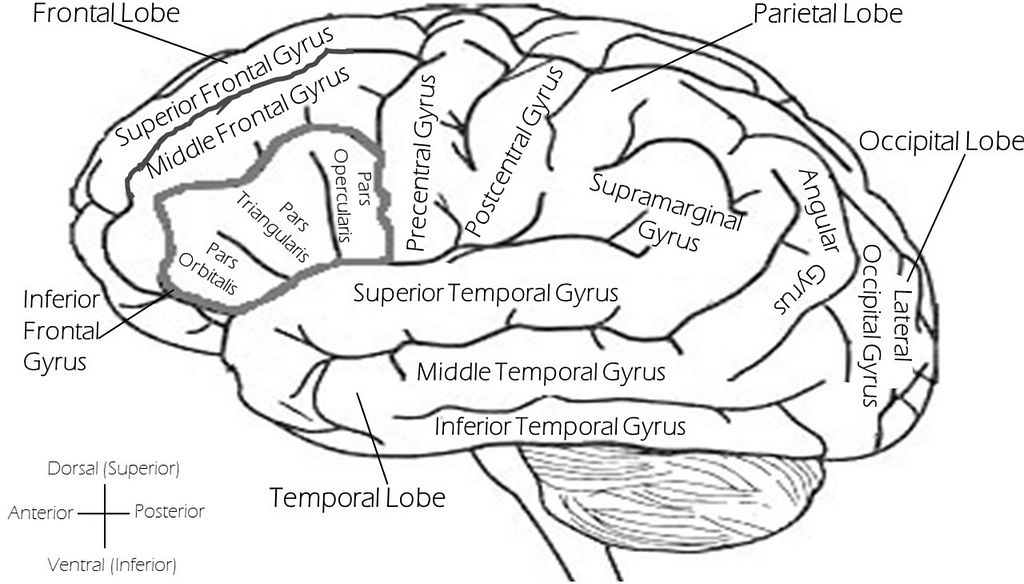 Frontal Lobe
Parietal Lobe
Superior Frontal Gyrus
Middle Frontal Gyrus
Occipital Lobe
Precentral Gyrus
Postcentral Gyrus
Pars
Opercularis
Pars
Triangularis
Pars
Orbitalis
Supramarginal
Gyrus
Angular
Gyrus
Lateral
Occipital Gyrus
Inferior
Frontal
Gyrus
Superior Temporal Gyrus
Middle Temporal Gyrus
Inferior Temporal Gyrus
Temporal Lobe
Dorsal (Superior)
Anterior
Posterior
Ventral (Inferior)